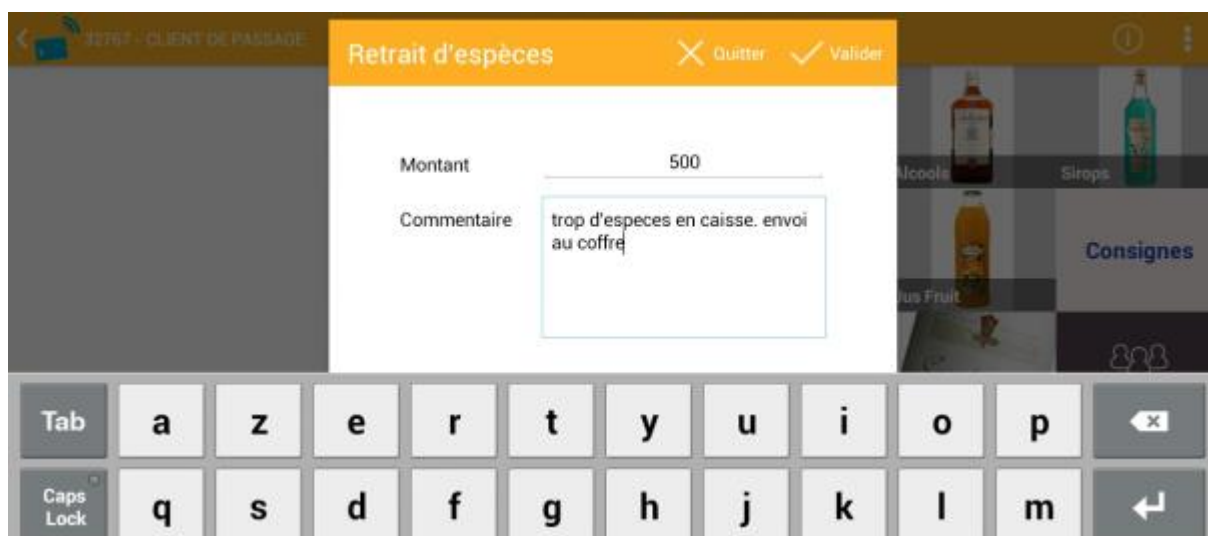 32767 - CLIENT DE PASSAGE
Retrait d'espèces
Quitter
Valider
Montant
500
Commentaire
trop d'especes en caisse. envoi
au coffre
Alcools
Sirops
Jus Fruit
Consignes
Tab
a
z
e
r
t
y
u
i
o
p
Caps
Lock
q
s
d
f
g
h
j
k
l
m